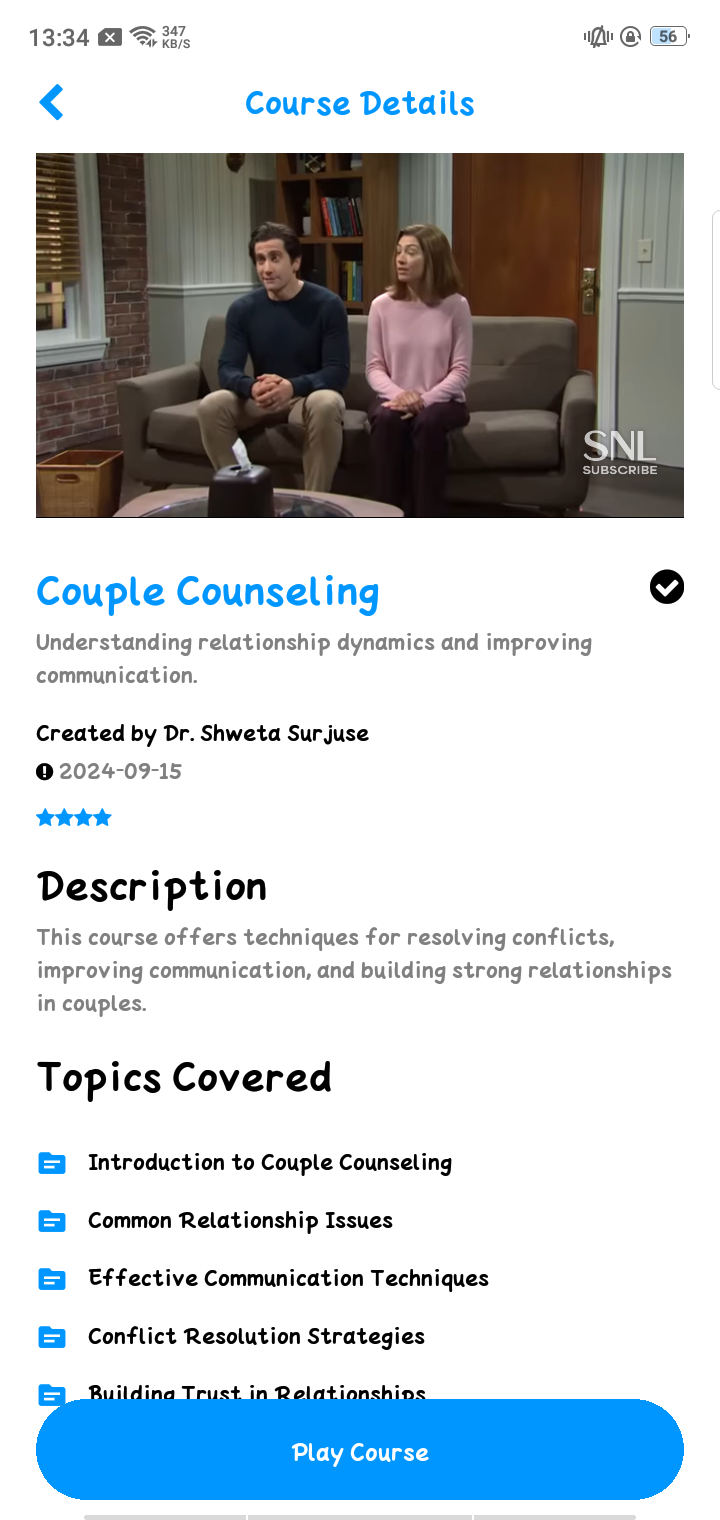 13:34 347 KB/S 56
Course Details
SNL
SUBSCRIBE
Couple Counseling
Understanding relationship dynamics and improving
communication.
Created by Dr. Shweta Surjuse
2024-09-15
Description
This course offers techniques for resolving conflicts,
improving communication, and building strong relationships
in couples.
Topics Covered
Introduction to Couple Counseling
Common Relationship Issues
Effective Communication Techniques
Conflict Resolution Strategies
Building Trust in Relationships
Play Course